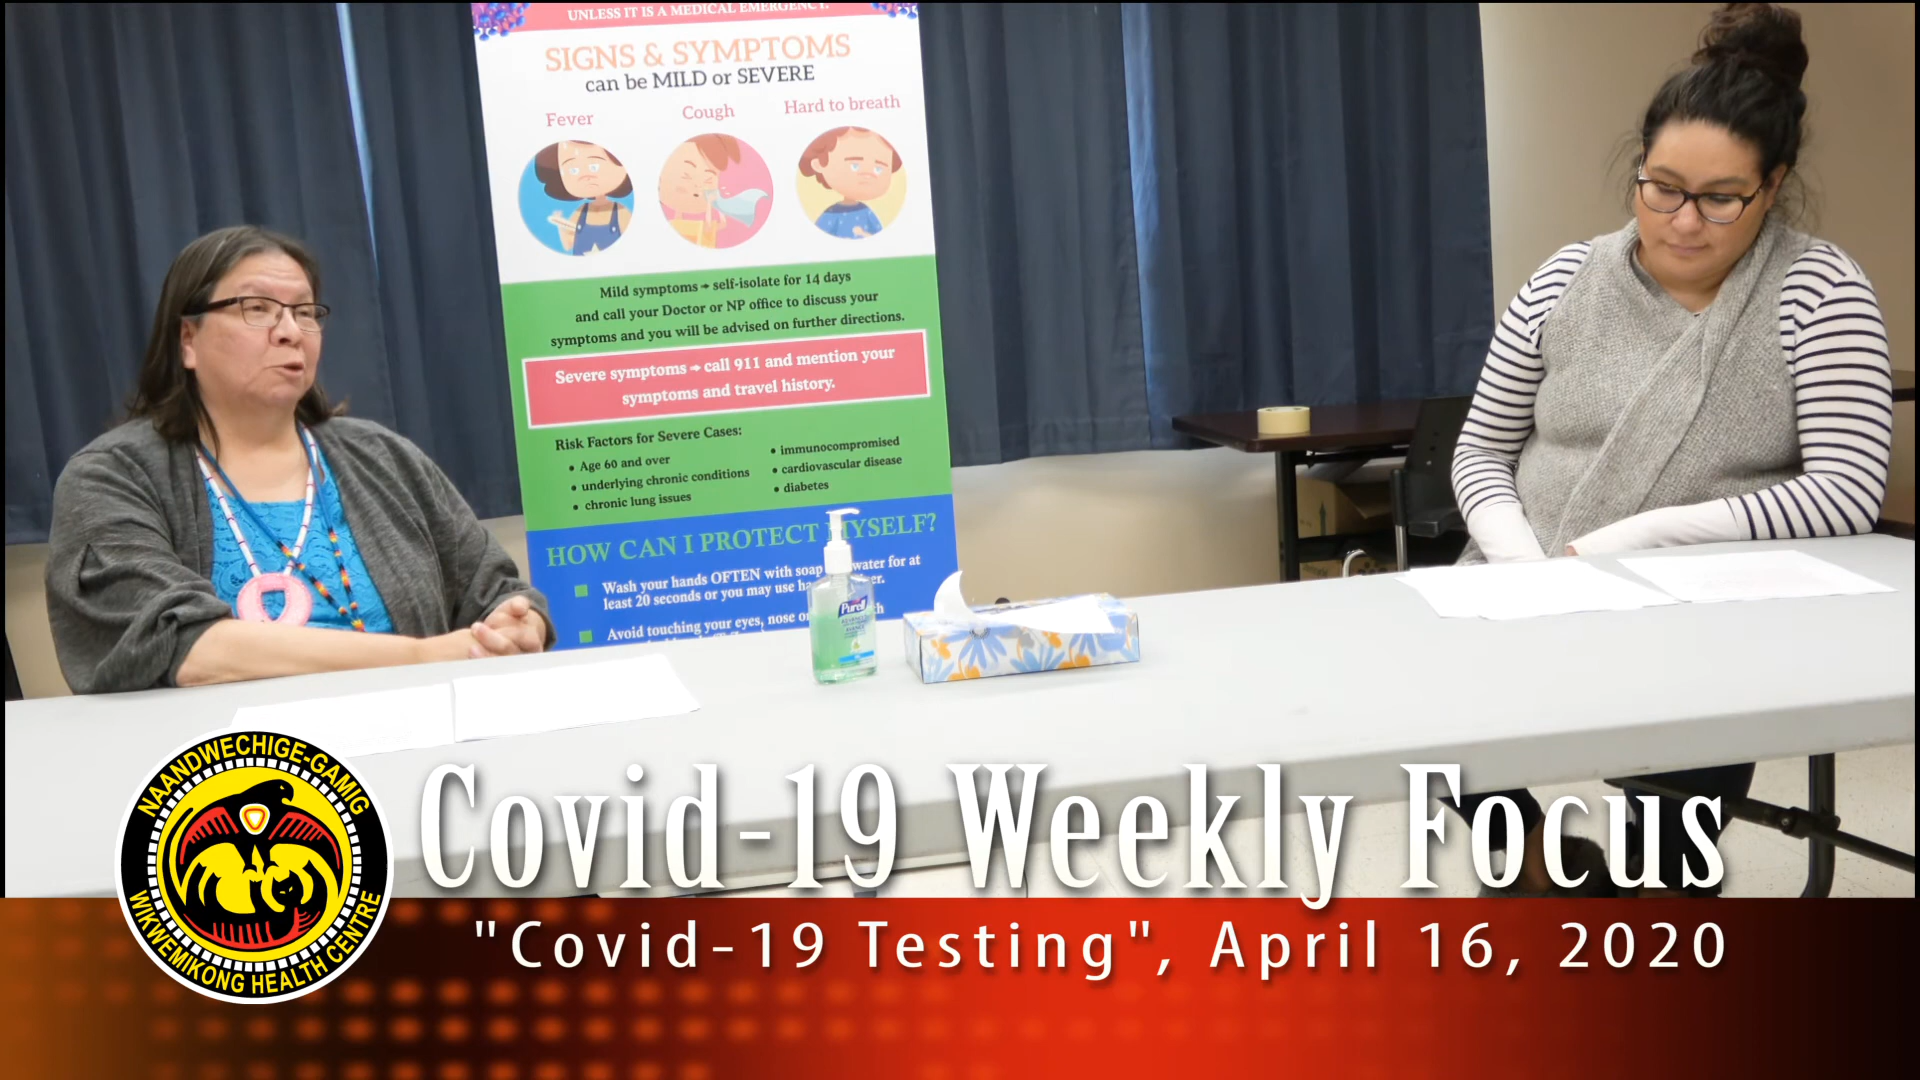 UNLESS IT IS A MEDICAL EMERGENCY.
SIGNS & SYMPTOMS
can be MILD or SEVERE
Fever
Cough
Hard to breath
Mild symptoms → self-isolate for 14 days
and call your Doctor or NP office to discuss your
symptoms and you will be advised on further directions.
Severe symptoms → call 911 and mention your
symptoms and travel history.
Risk Factors for Severe Cases:
• Age 60 and over
• underlying chronic conditions
• chronic lung issues
• immunocompromised
• cardiovascular disease
• diabetes
HOW CAN I PROTECT MYSELF?
Wash your hands OFTEN with soap water for at
least 20 seconds or you may use
Avoid touching your eyes, nose
Purell
NAANDWECHIGE-GAMIG
WIKWEMIKONG HEALTH CENTRE
Covid-19 Weekly Focus
"Covid-19 Testing", April 16, 2020